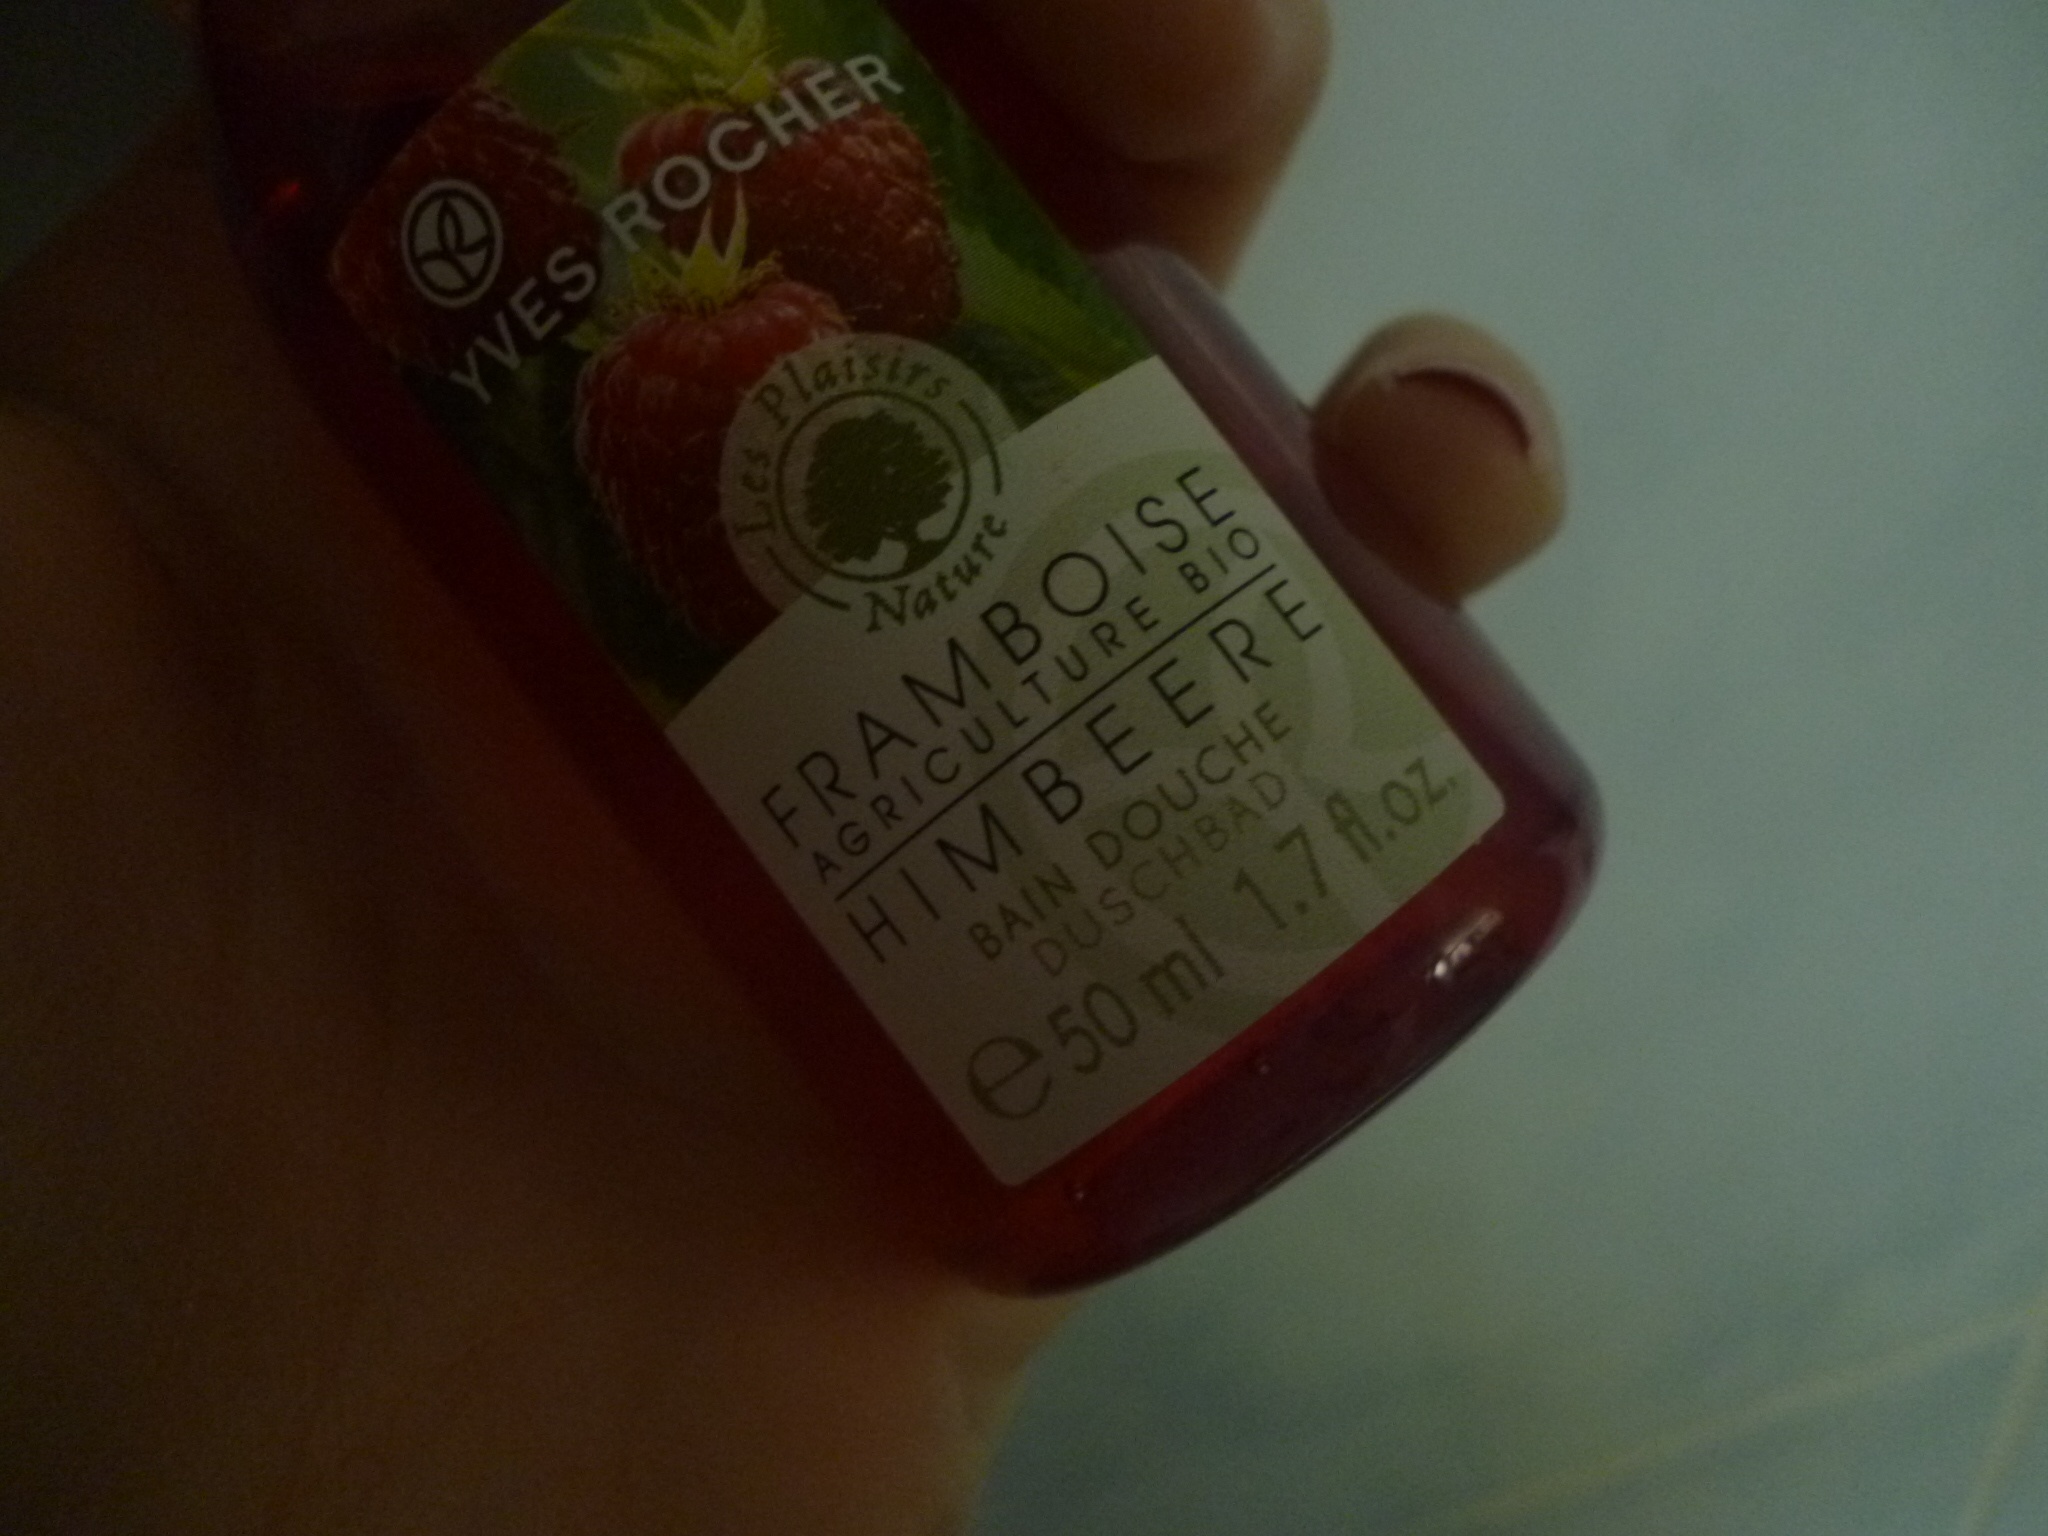 YVES ROCHER
Les Plaisirs
Nature
FRAMBOISE
AGRICULTURE BIO
HIMBEERE
BAIN DOUCHE
DUSCHBAD
e 50 ml 1.7 fl.oz.